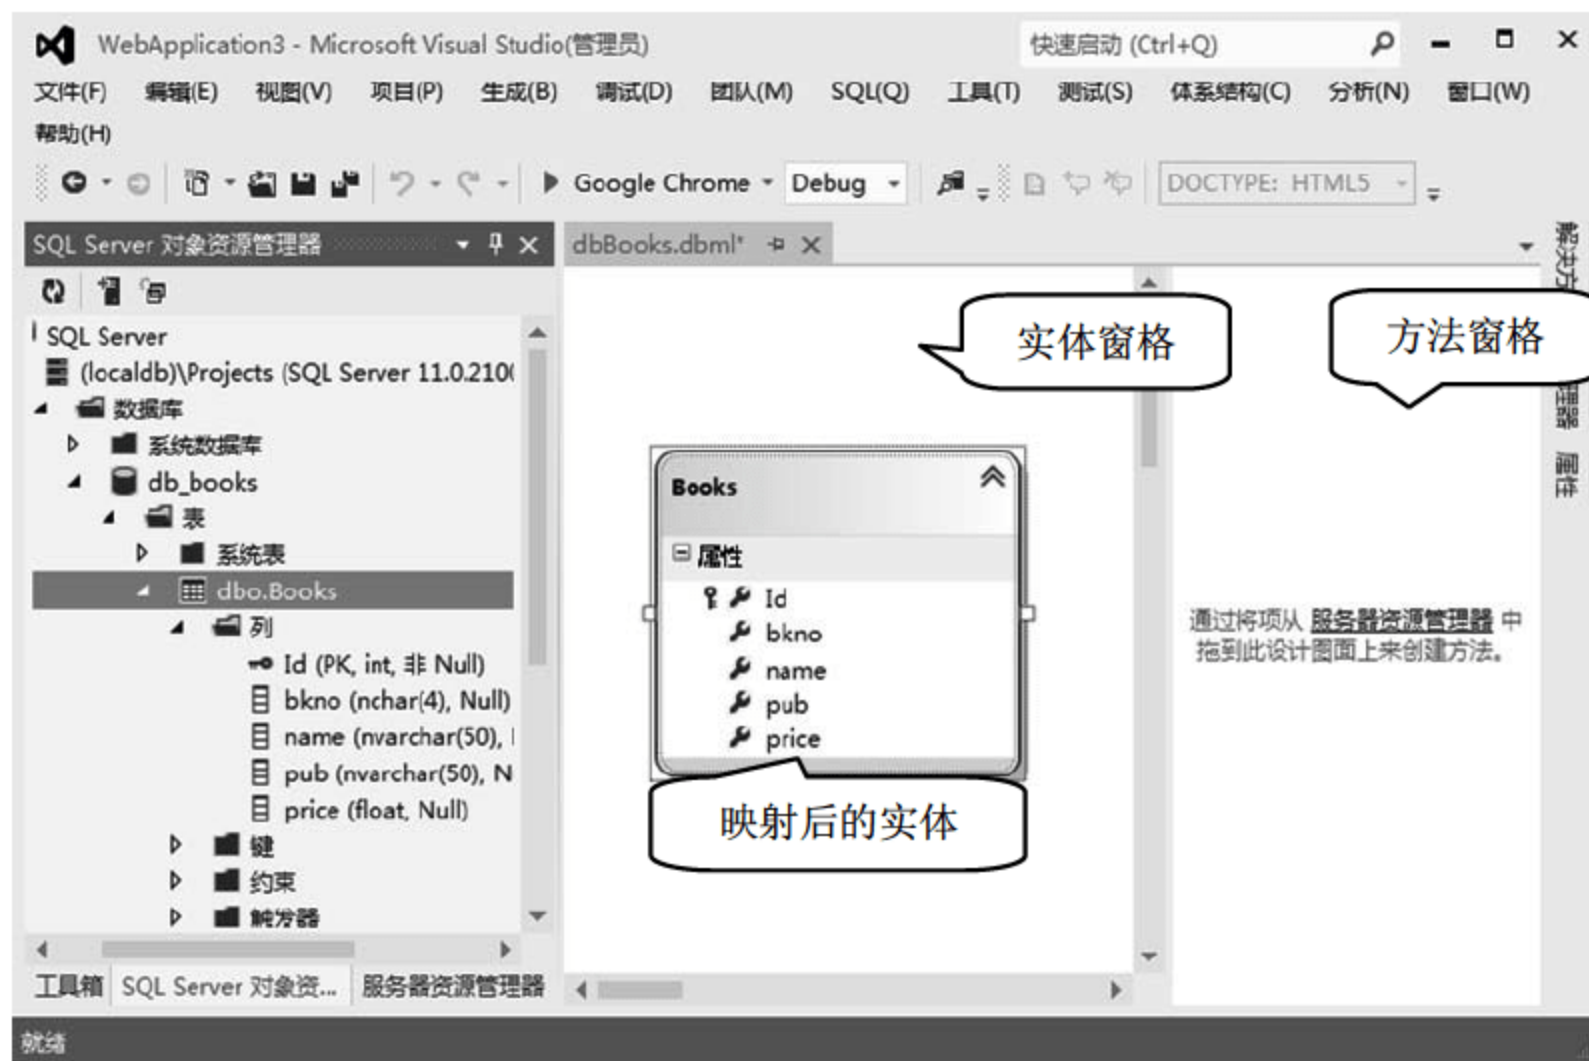 WebApplication3 - Microsoft Visual Studio(管理员)
快速启动 (Ctrl+Q)
文件(F) 编辑(E) 视图(V) 项目(P) 生成(B) 调试(D) 团队(M) SQL(Q) 工具(T) 测试(S) 体系结构(C) 分析(N) 窗口(W)
帮助(H)
Google Chrome Debug DOCTYPE: HTML5
SQL Server 对象资源管理器
dbBooks.dbml*
SQL Server
(localdb)\Projects (SQL Server 11.0.210
数据库
系统数据库
db_books
表
系统表
dbo.Books
列
Id (PK, int, 非 Null)
bkno (nchar(4), Null)
name (nvarchar(50),
pub (nvarchar(50), N
price (float, Null)
键
约束
触发器
工具箱 SQL Server 对象资... 服务器资源管理器
实体窗格
Books
属性
Id
bkno
name
pub
price
映射后的实体
方法窗格
通过将项从 服务器资源管理器 中
拖到此设计图面上来创建方法。
解决方
理器
属性
就绪